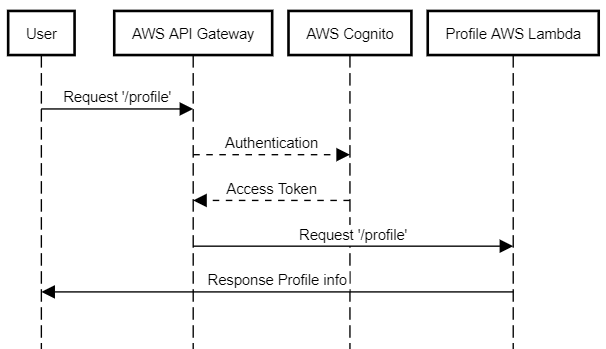 User
AWS API Gateway
AWS Cognito
Profile AWS Lambda
Request '/profile'
Authentication
Access Token
Request '/profile'
Response Profile info